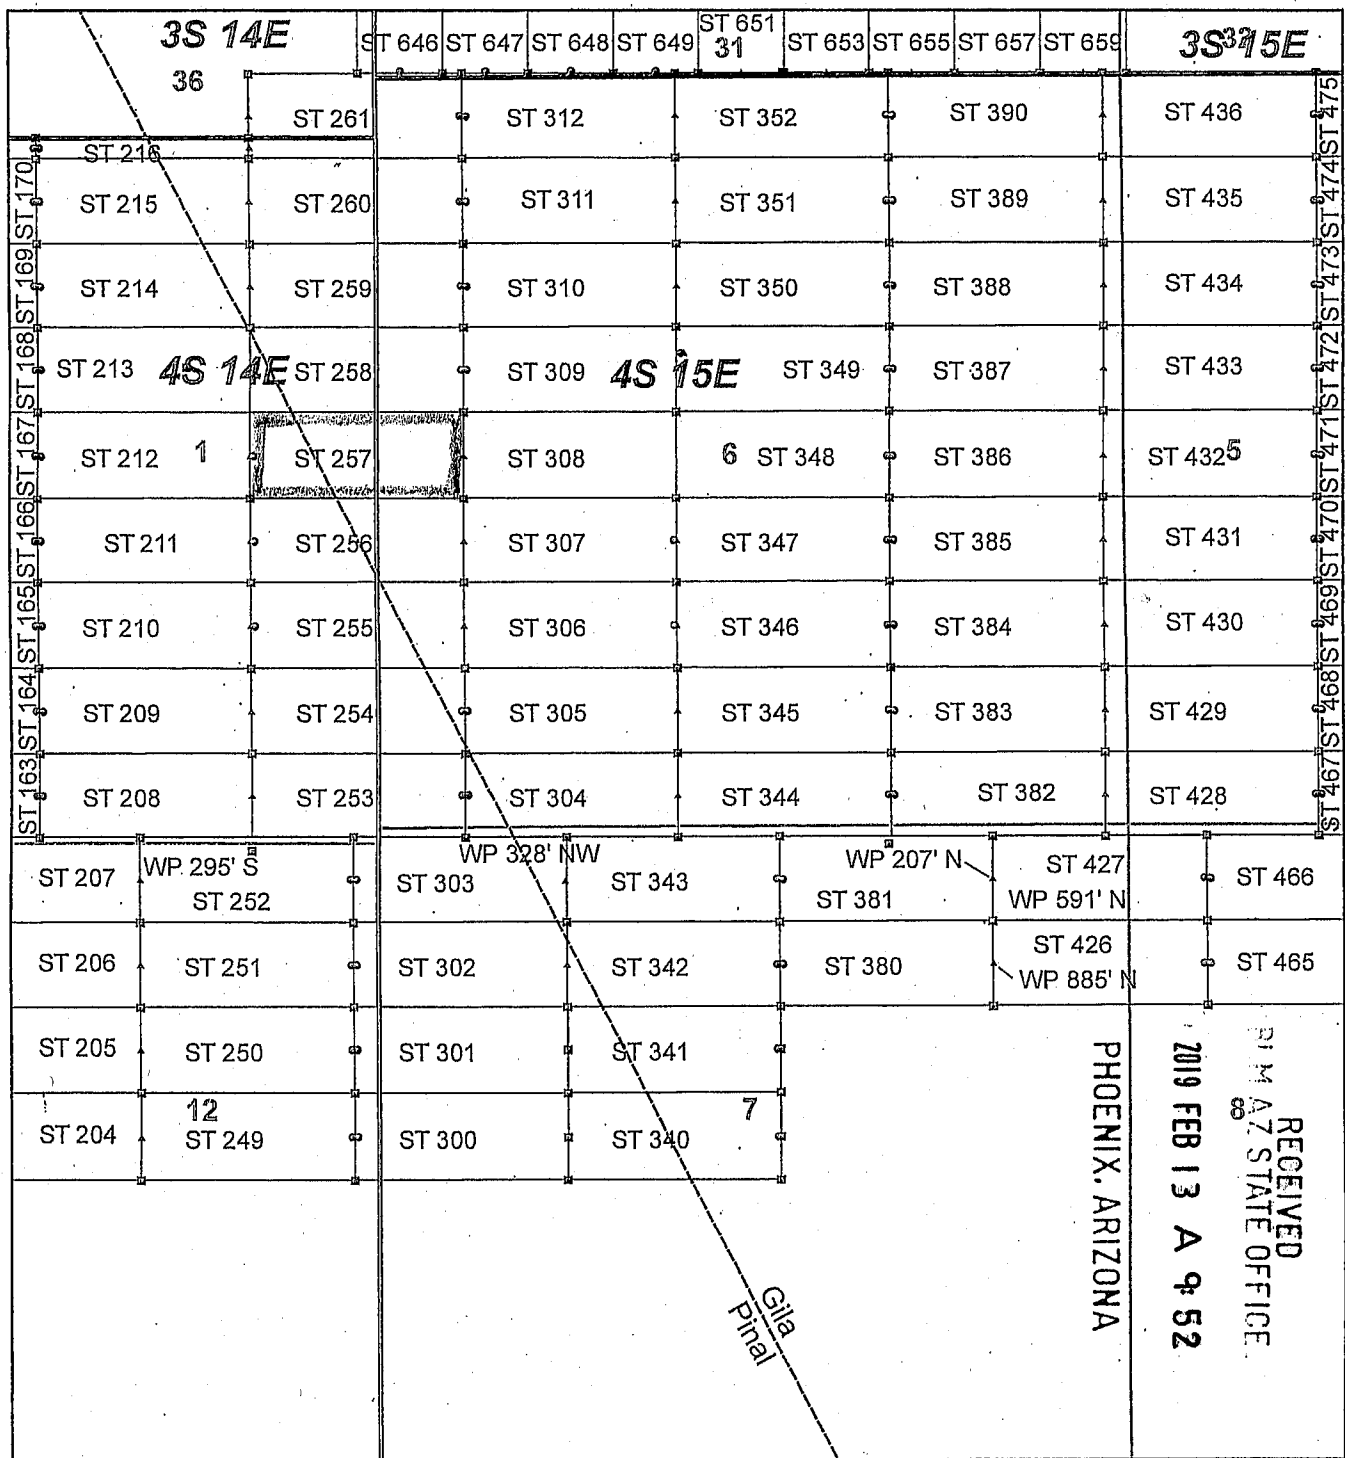 3S 14E
ST 646 ST 647 ST 648 ST 649 ST 651 ST 653 ST 655 ST 657 ST 659
31
3S 15E
32
36
ST 261 ST 312 ST 352 ST 390 ST 436 ST 475
ST 216
ST 170 ST 215 ST 260 ST 311 ST 351 ST 389 ST 435 ST 474
ST 169 ST 214 ST 259 ST 310 ST 350 ST 388 ST 434 ST 473
ST 168 ST 213 4S 14E ST 258 ST 309 4S 15E ST 349 ST 387 ST 433 ST 472
ST 167 ST 212 1 ST 257 ST 308 6 ST 348 ST 386 ST 432 5 ST 471
ST 166 ST 211 ST 256 ST 307 ST 347 ST 385 ST 431 ST 470
ST 165 ST 210 ST 255 ST 306 ST 346 ST 384 ST 430 ST 469
ST 164 ST 209 ST 254 ST 305 ST 345 ST 383 ST 429 ST 468
ST 163 ST 208 ST 253 ST 304 ST 344 ST 382 ST 428 ST 467
WP 295' S WP 328' NW WP 207' N ST 427
ST 207 ST 252 ST 303 ST 343 ST 381 WP 591' N ST 466
ST 206 ST 251 ST 302 ST 342 ST 380 ST 426 ST 465
WP 885' N
ST 205 ST 250 ST 301 ST 341
12 7 8
ST 204 ST 249 ST 300 ST 340
RECEIVED
BLM AZ STATE OFFICE
2019 FEB 13 A 9:52
PHOENIX, ARIZONA
Gila
Pinal